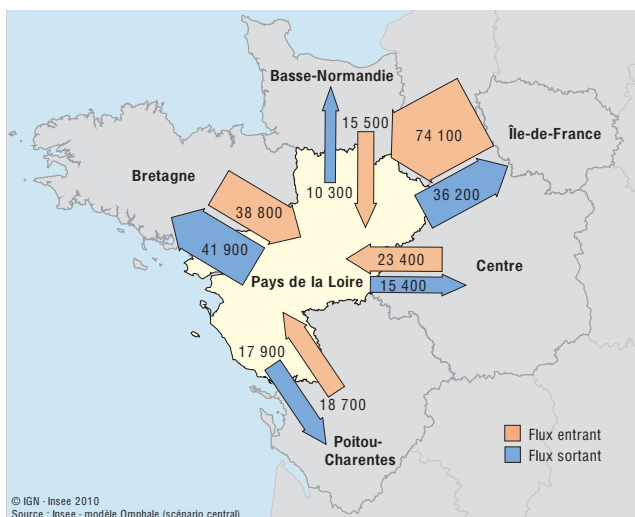 Basse-Normandie
15 500
74 100
Île-de-France
Bretagne
10 300
36 200
38 800
41 900
23 400
Centre
Pays de la Loire
15 400
17 900
18 700
Flux entrant
Poitou-
Charentes
Flux sortant
© IGN - Insee 2010
Source : Insee - modèle Omphale (scénario central)